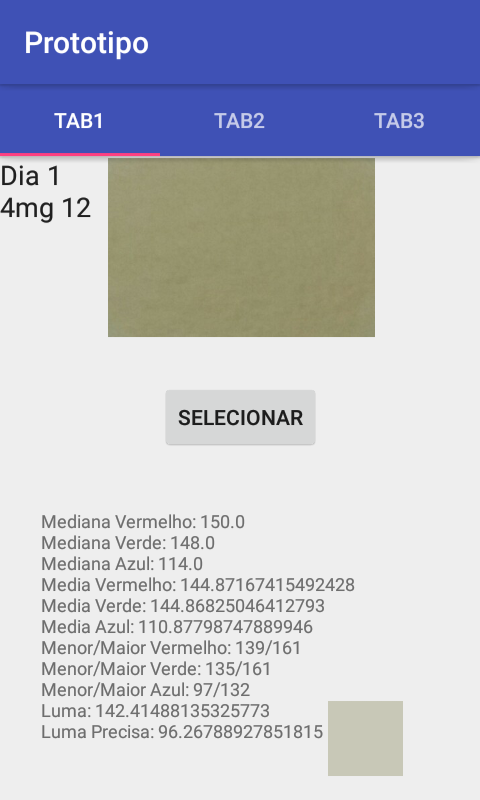 Prototipo
TAB1 TAB2 TAB3
Dia 1
4mg 12
SELECIONAR
Mediana Vermelho: 150.0
Mediana Verde: 148.0
Mediana Azul: 114.0
Media Vermelho: 144.87167415492428
Media Verde: 144.86825046412793
Media Azul: 110.87798747889946
Menor/Maior Vermelho: 139/161
Menor/Maior Verde: 135/161
Menor/Maior Azul: 97/132
Luma: 142.41488135325773
Luma Precisa: 96.26788927851815